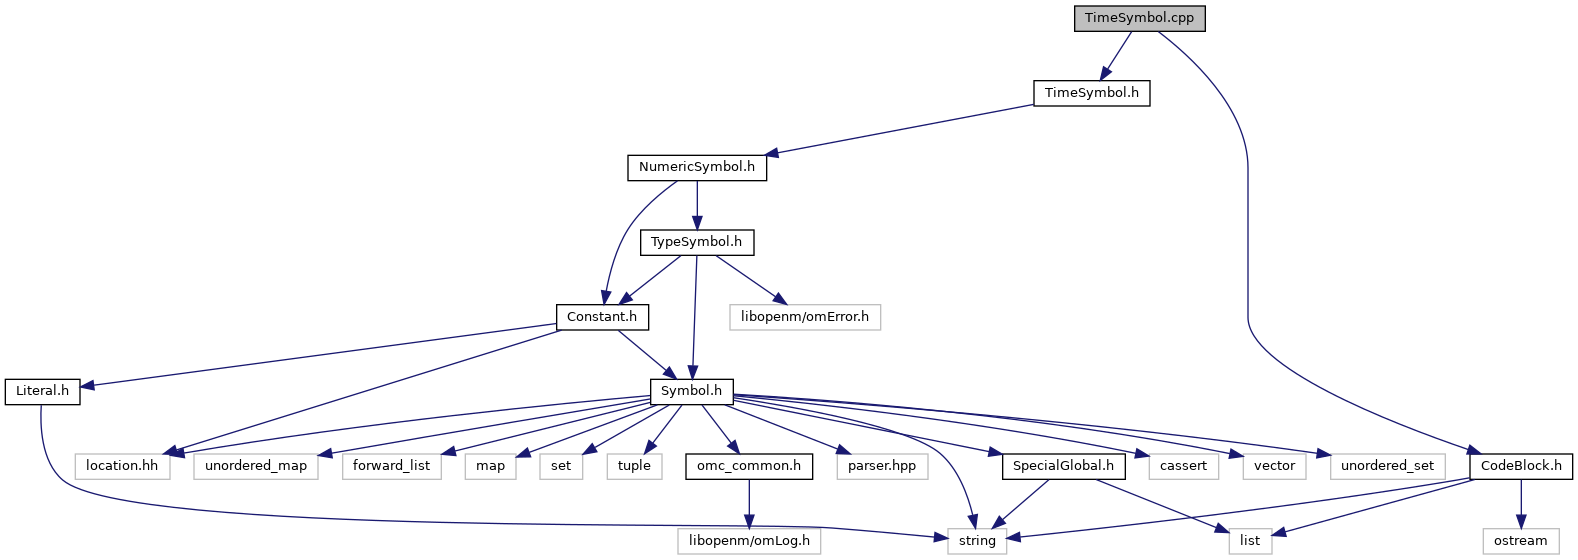 TimeSymbol.cpp
TimeSymbol.h
NumericSymbol.h
TypeSymbol.h
Constant.h
libopenm/omError.h
Literal.h
Symbol.h
location.hh
unordered_map
forward_list
map
set
tuple
omc_common.h
parser.hpp
SpecialGlobal.h
cassert
vector
unordered_set
CodeBlock.h
libopenm/omLog.h
string
list
ostream